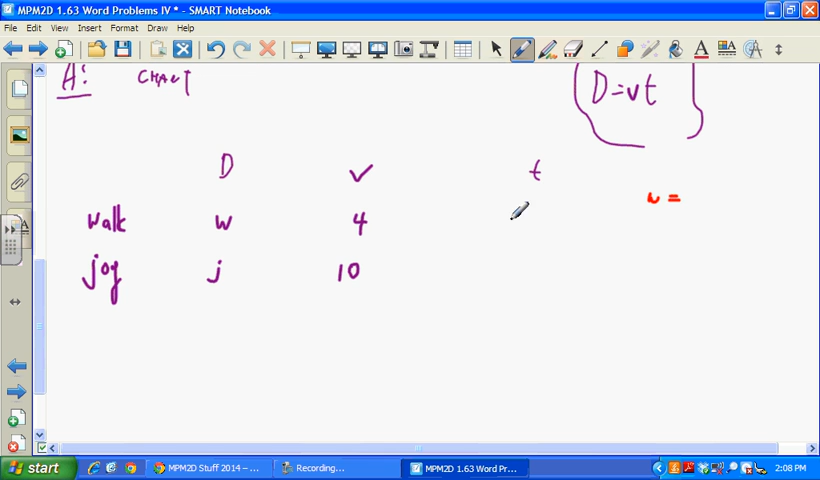 MPM2D 1.63 Word Problems IV * - SMART Notebook
File Edit View Insert Format Draw Help
A: CHART
D=vt
D v t
walk w 4
w =
jog j 10
start
MPM2D Stuff 2014 – ...
Recording...
MPM2D 1.63 Word Pr...
2:08 PM